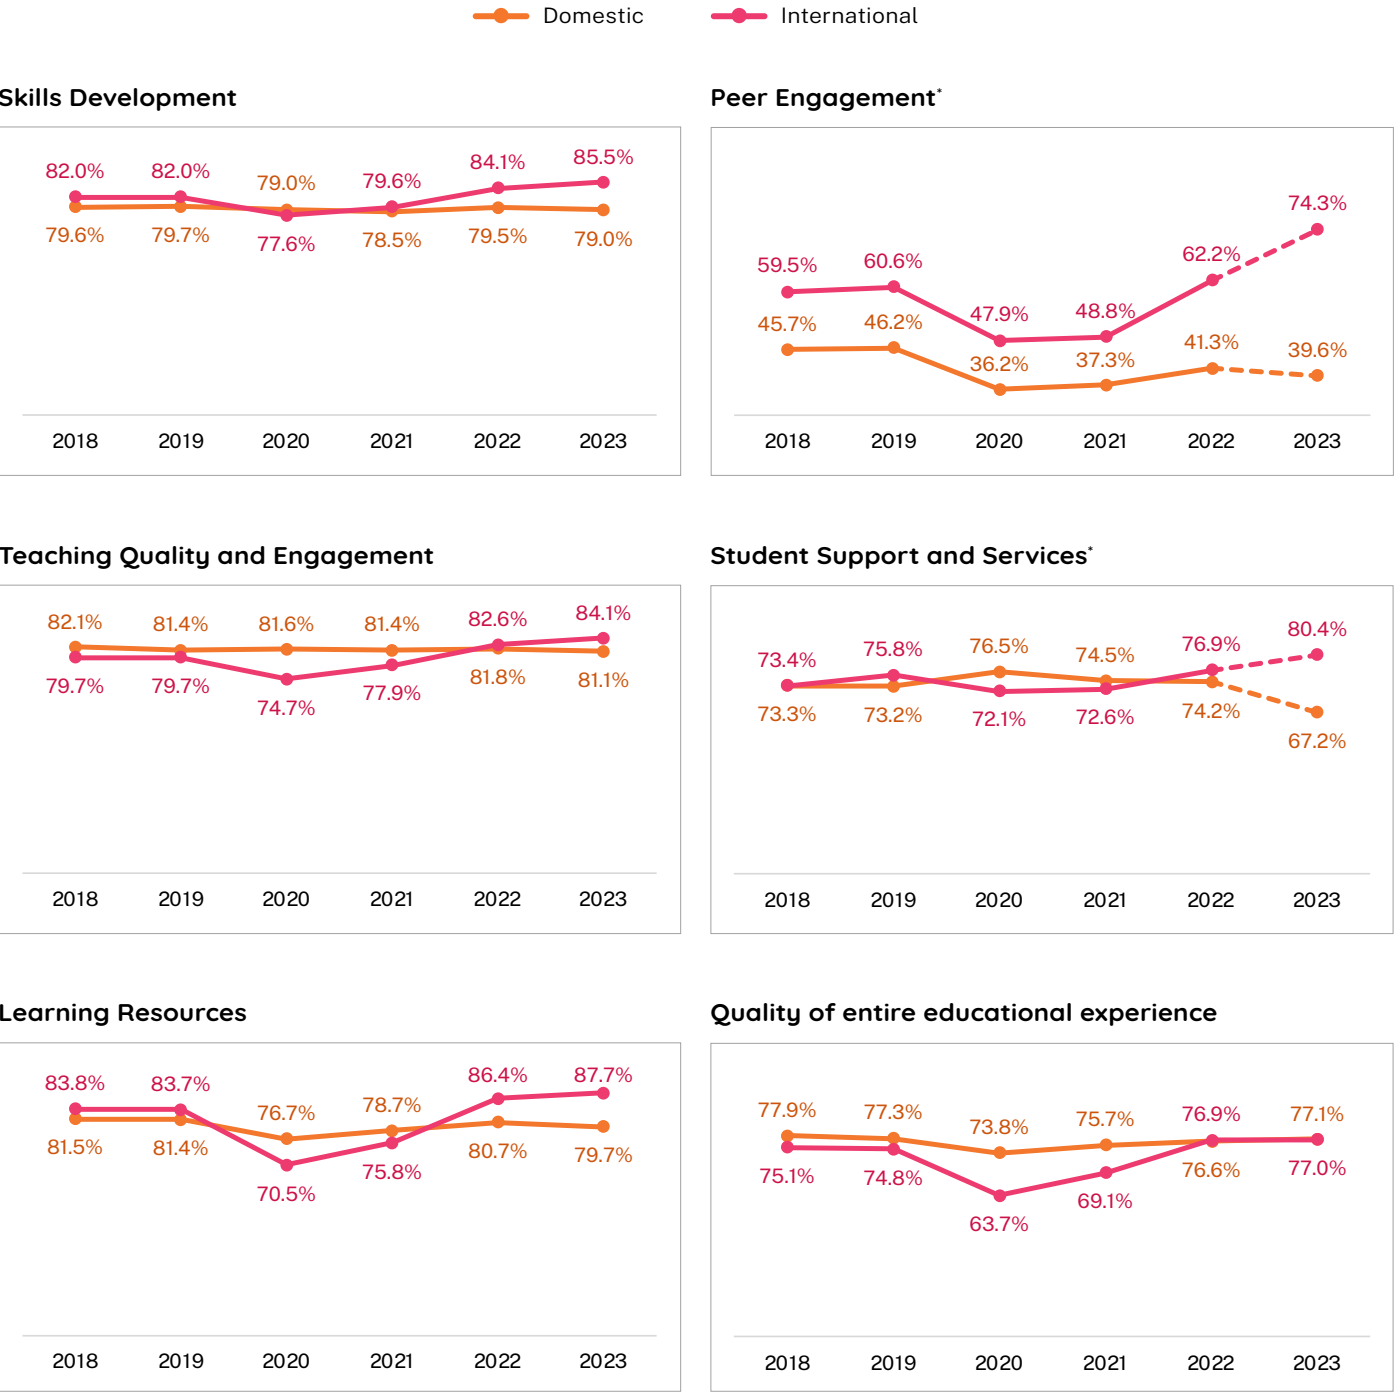 Domestic International
Skills Development
82.0% 82.0% 79.0% 79.6% 84.1% 85.5%
79.6% 79.7% 77.6% 78.5% 79.5% 79.0%
2018 2019 2020 2021 2022 2023
Peer Engagement*
59.5% 60.6% 47.9% 48.8% 62.2% 74.3%
45.7% 46.2% 36.2% 37.3% 41.3% 39.6%
2018 2019 2020 2021 2022 2023
Teaching Quality and Engagement
82.1% 81.4% 81.6% 81.4% 82.6% 84.1%
79.7% 79.7% 74.7% 77.9% 81.8% 81.1%
2018 2019 2020 2021 2022 2023
Student Support and Services*
73.4% 75.8% 76.5% 74.5% 76.9% 80.4%
73.3% 73.2% 72.1% 72.6% 74.2% 67.2%
2018 2019 2020 2021 2022 2023
Learning Resources
83.8% 83.7% 76.7% 78.7% 86.4% 87.7%
81.5% 81.4% 70.5% 75.8% 80.7% 79.7%
2018 2019 2020 2021 2022 2023
Quality of entire educational experience
77.9% 77.3% 73.8% 75.7% 76.9% 77.1%
75.1% 74.8% 63.7% 69.1% 76.6% 77.0%
2018 2019 2020 2021 2022 2023